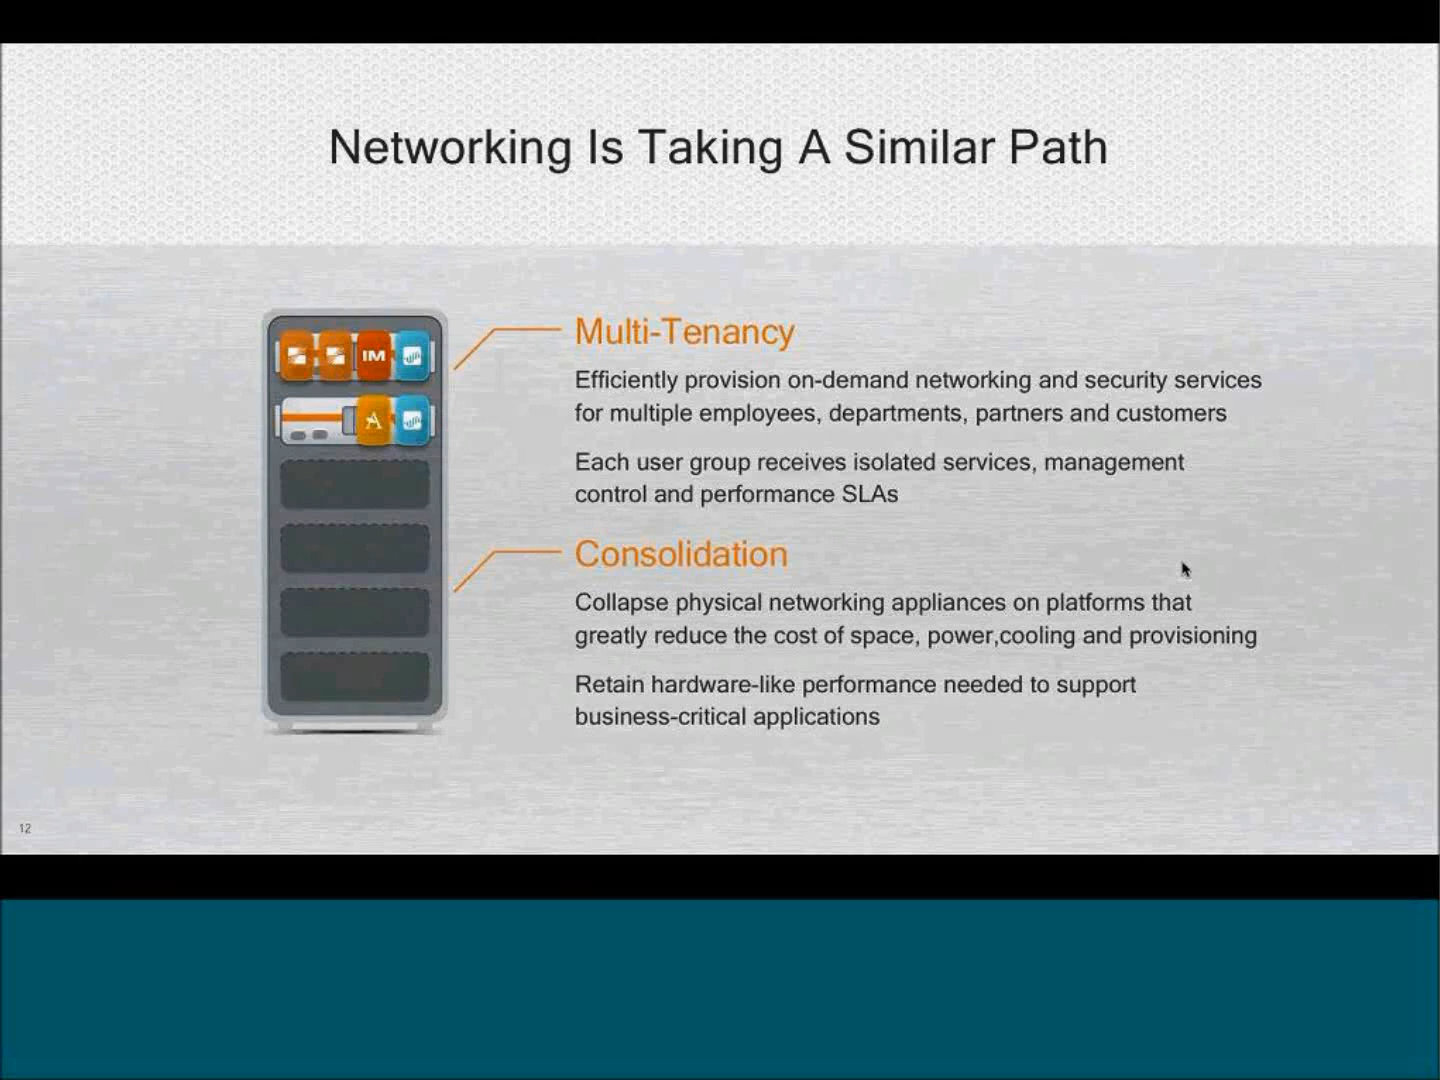 Networking Is Taking A Similar Path
IM
A
Multi-Tenancy
Efficiently provision on-demand networking and security services
for multiple employees, departments, partners and customers
Each user group receives isolated services, management
control and performance SLAs
Consolidation
Collapse physical networking appliances on platforms that
greatly reduce the cost of space, power,cooling and provisioning
Retain hardware-like performance needed to support
business-critical applications
12